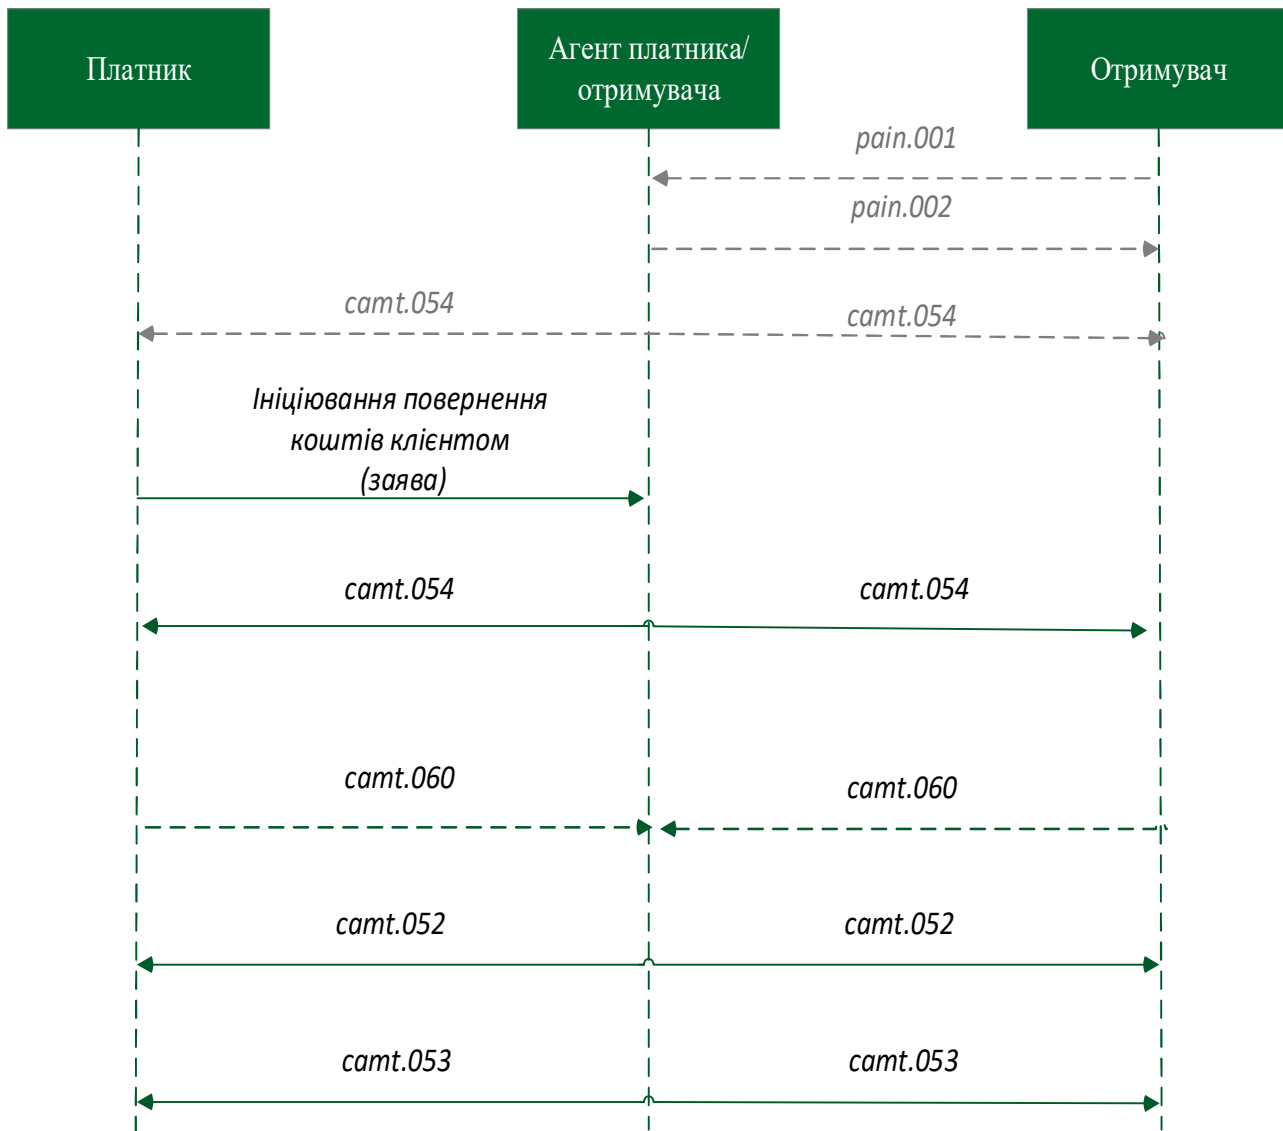 Платник
Агент платника/
отримувача
Отримувач
pain.001
pain.002
camt.054
camt.054
Ініціювання повернення
коштів клієнтом
(заява)
camt.054
camt.054
camt.060
camt.060
camt.052
camt.052
camt.053
camt.053